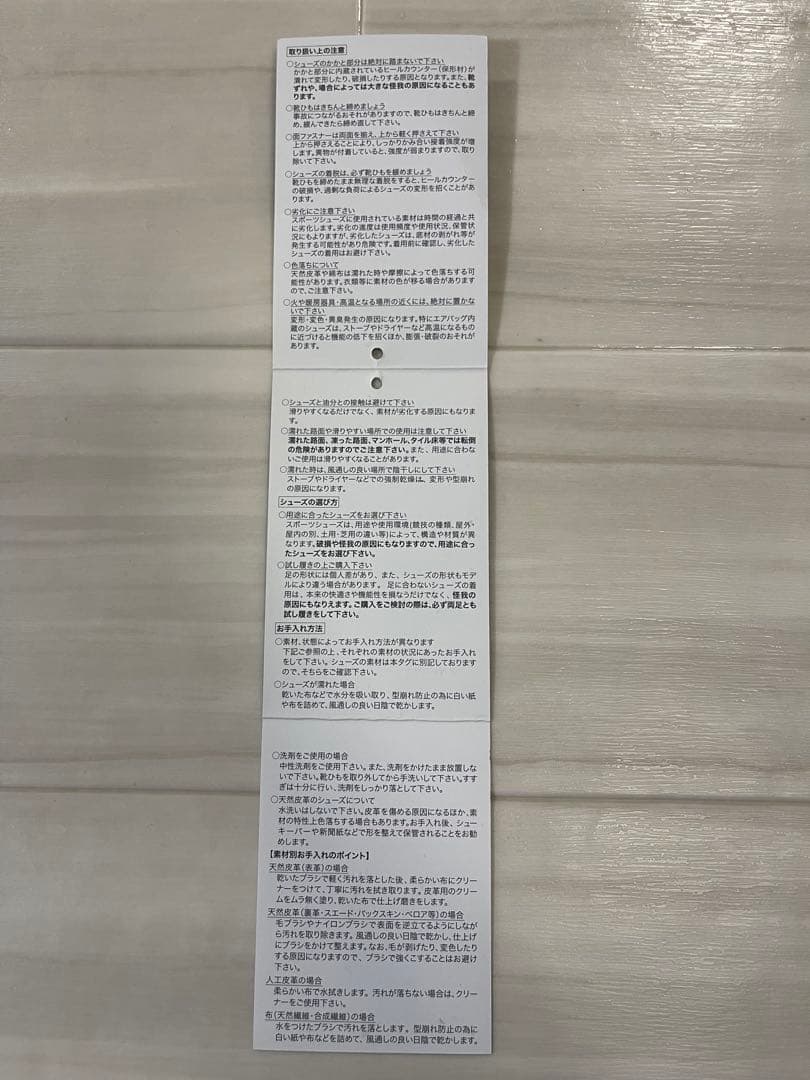 取り扱い上の注意
○シューズのかかと部分は絶対に踏まないで下さい
かかと部分に内蔵されているヒールカウンター(保形材)が
潰れて変形したり、破損したりする原因となります。また、靴
ずれや、場合によっては大きな怪我の原因になることもあ
ります。
○靴ひもはきちんと締めましょう
事故につながるおそれがありますので、靴ひもはきちんと締
め、緩んできたら締め直して下さい。
○面ファスナーは両面を揃え、上から軽く押さえて下さい
上から押さえることにより、しっかりかみ合い接着強度が増
します。異物が付着していると、強度が弱まりますので、取り
除いて下さい。
○シューズの着脱は、必ず靴ひもを緩めましょう
靴ひもを締めたまま無理な着脱をすると、ヒールカウンター
の破損や、過剰な負荷によるシューズの変形を招くことがあ
ります。
○劣化にご注意下さい
スポーツシューズに使用されている素材は時間の経過と共
に劣化します。劣化の進度は使用頻度や使用状況、保管状
況にもよりますが、劣化したシューズは、底材の剥がれ等が
発生する可能性があり危険です。着用前に確認し、劣化した
シューズの着用はお避け下さい。
○色落ちについて
天然皮革や綿布は濡れた時や摩擦によって色落ちする可
能性があります。衣類等に素材の色が移る場合があります
ので、ご注意下さい。
○火や暖房器具・高温となる場所の近くには、絶対に置かな
いで下さい
変形・変色・異臭発生の原因になります。特にエアバッグ内
蔵のシューズは、ストーブやドライヤーなど高温になるもの
に近づけると機能の低下を招くほか、膨張・破裂のおそれが
あります。
○シューズと油分との接触は避けて下さい
滑りやすくなるだけでなく、素材が劣化する原因にもなりま
す。
○濡れた路面や滑りやすい場所での使用は注意して下さい
濡れた路面、凍った路面、マンホール、タイル床等では転倒
の危険がありますのでご注意下さい。また、用途に合わな
いご使用は滑りやすくなることがあります。
○濡れた時は、風通しの良い場所で陰干しにして下さい
ストーブやドライヤーなどでの強制乾燥は、変形や型崩れ
の原因になります。
シューズの選び方
○用途に合ったシューズをお選び下さい
スポーツシューズは、用途や使用環境(競技の種類、屋外・
屋内の別、土用・芝用の違い等)によって、構造や材質が異
なります。破損や怪我の原因にもなりますので、用途に合っ
たシューズをお選び下さい。
○試し履きの上ご購入下さい
足の形状には個人差があり、また、シューズの形状もモデ
ルにより違う場合があります。 足に合わないシューズの着
用は、本来の快適さや機能性を損なうだけでなく、怪我の
原因にもなりえます。ご購入をご検討の際は、必ず両足とも
試し履きをして下さい。
お手入れ方法
○素材、状態によってお手入れ方法が異なります
下記ご参照の上、それぞれの素材の状況にあったお手入れ
をして下さい。シューズの素材は本タグに別記しております
ので、そちらをご確認下さい。
○シューズが濡れた場合
乾いた布などで水分を吸い取り、型崩れ防止の為に白い紙
や布を詰めて、風通しの良い日陰で乾かします。
○洗剤をご使用の場合
中性洗剤をご使用下さい。また、洗剤をかけたまま放置しな
いで下さい。靴ひもを取り外してから手洗いして下さい。すす
ぎは十分に行い、洗剤をしっかり落として下さい。
○天然皮革のシューズについて
水洗いはしないで下さい。皮革を傷める原因になるほか、素
材の特性上色落ちする場合もあります。お手入れ後、シュー
キーパーや新聞紙などで形を整えて保管されることをお勧
めします。
【素材別お手入れのポイント】
天然皮革(表革)の場合
乾いたブラシで軽く汚れを落とした後、柔らかい布にクリー
ナーをつけて、丁寧に汚れを拭き取ります。皮革用のクリー
ムをムラ無く塗り、乾いた布で仕上げ磨きをします。
天然皮革(裏革・スエード・バックスキン・ベロア等)の場合
毛ブラシやナイロンブラシで表面を逆立てるようにしなが
ら汚れを取り除きます。風通しの良い日陰で乾かし、仕上げ
にブラシをかけて整えます。なお、毛が剥げたり、変色したり
する原因になりますので、ブラシで強くこすることはお避け
下さい。
人工皮革の場合
柔らかい布で水拭きします。汚れが落ちない場合は、クリー
ナーをご使用下さい。
布(天然繊維・合成繊維)の場合
水をつけたブラシで汚れを落とします。型崩れ防止の為に
白い紙や布などを詰めて、風通しの良い日陰で乾かします。